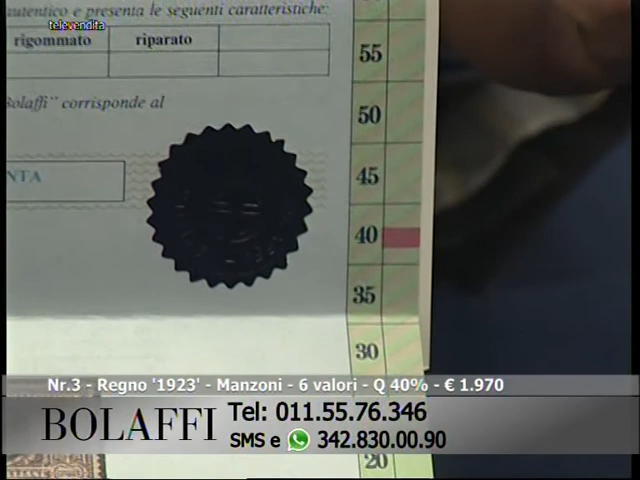 autentico e presenta le seguenti caratteristiche:
televendita
rigommato riparato
Bolaffi" corrisponde al
NTA
55
50
45
40
35
30
20
Nr.3 - Regno '1923' - Manzoni - 6 valori - Q 40% - € 1.970
BOLAFFI
Tel: 011.55.76.346
SMS e 342.830.00.90